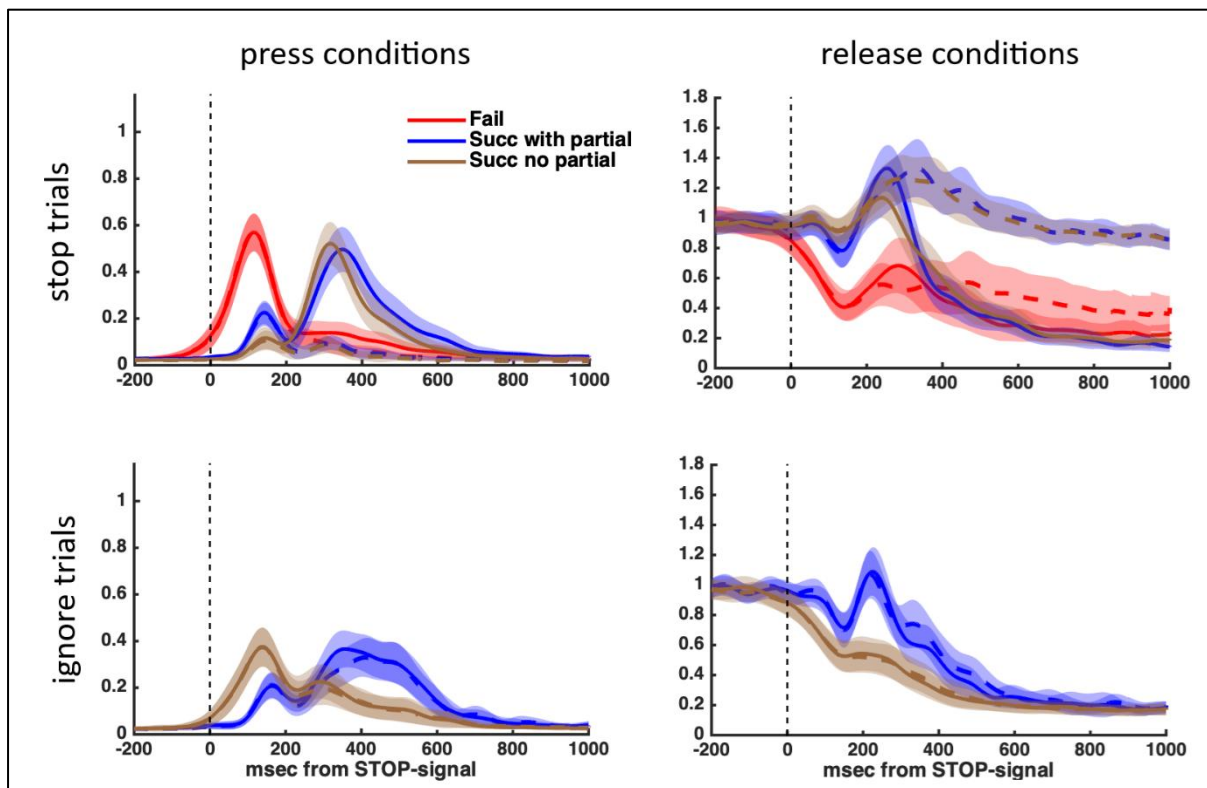 press conditions
release conditions
stop trials
1
0.8
0.6
0.4
0.2
0
-200 0 200 400 600 800 1000
Fail
Succ with partial
Succ no partial
1.8
1.6
1.4
1.2
1
0.8
0.6
0.4
0.2
0
-200 0 200 400 600 800 1000
ignore trials
1
0.8
0.6
0.4
0.2
0
-200 0 200 400 600 800 1000
msec from STOP-signal
1.8
1.6
1.4
1.2
1
0.8
0.6
0.4
0.2
0
-200 0 200 400 600 800 1000
msec from STOP-signal